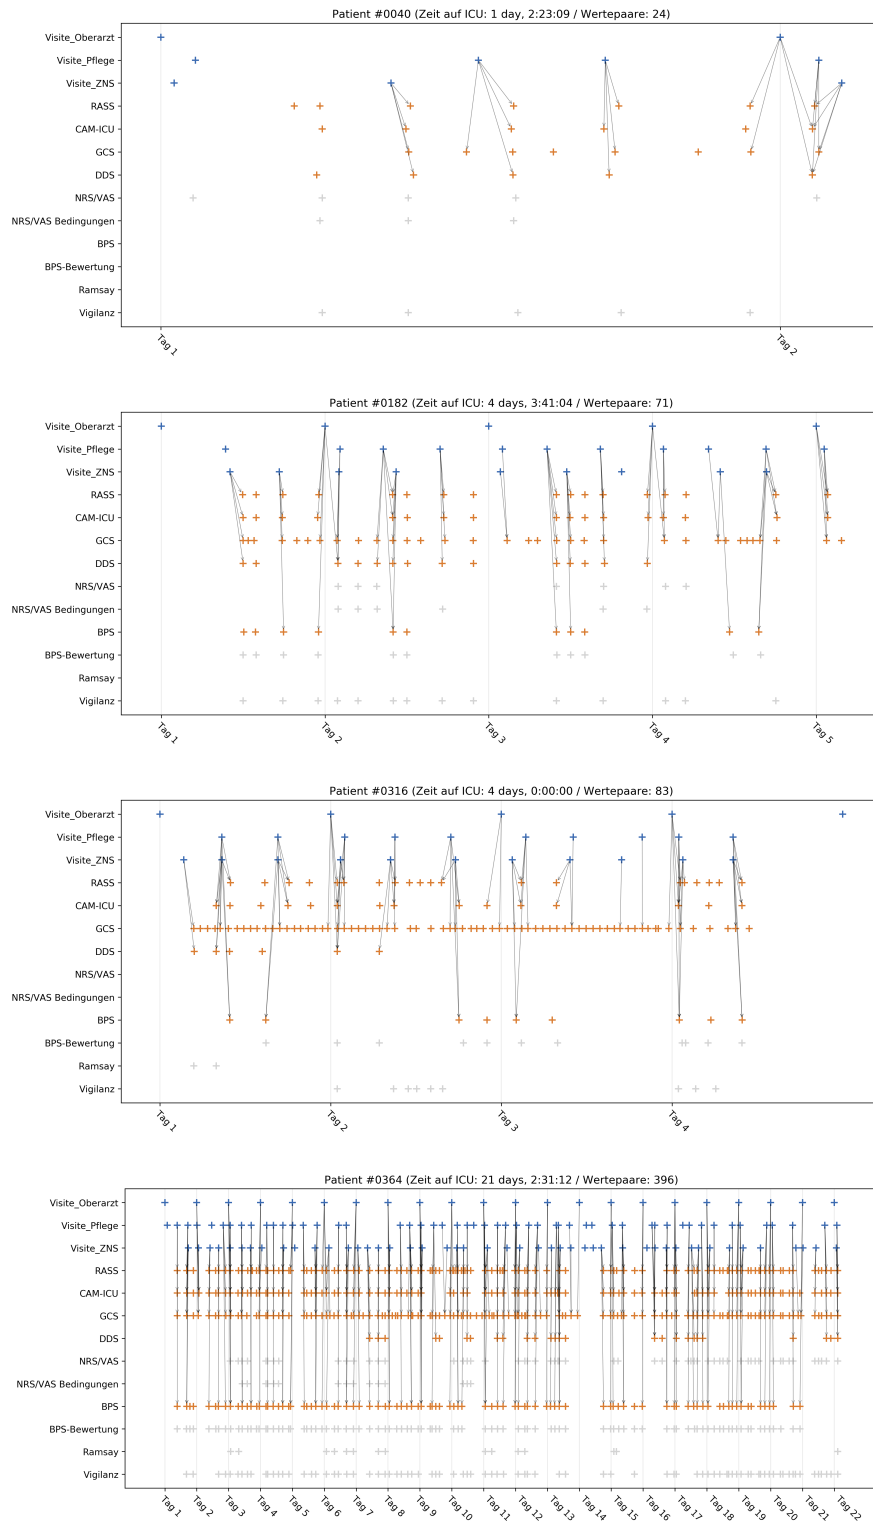 Patient #0040 (Zeit auf ICU: 1 day, 2:23:09 / Wertepaare: 24)
Visite_Oberarzt
Visite_Pflege
Visite_ZNS
RASS
CAM-ICU
GCS
DDS
NRS/VAS
NRS/VAS Bedingungen
BPS
BPS-Bewertung
Ramsay
Vigilanz
Tag 1
Tag 2
Patient #0182 (Zeit auf ICU: 4 days, 3:41:04 / Wertepaare: 71)
Visite_Oberarzt
Visite_Pflege
Visite_ZNS
RASS
CAM-ICU
GCS
DDS
NRS/VAS
NRS/VAS Bedingungen
BPS
BPS-Bewertung
Ramsay
Vigilanz
Tag 1
Tag 2
Tag 3
Tag 4
Tag 5
Patient #0316 (Zeit auf ICU: 4 days, 0:00:00 / Wertepaare: 83)
Visite_Oberarzt
Visite_Pflege
Visite_ZNS
RASS
CAM-ICU
GCS
DDS
NRS/VAS
NRS/VAS Bedingungen
BPS
BPS-Bewertung
Ramsay
Vigilanz
Tag 1
Tag 2
Tag 3
Tag 4
Patient #0364 (Zeit auf ICU: 21 days, 2:31:12 / Wertepaare: 396)
Visite_Oberarzt
Visite_Pflege
Visite_ZNS
RASS
CAM-ICU
GCS
DDS
NRS/VAS
NRS/VAS Bedingungen
BPS
BPS-Bewertung
Ramsay
Vigilanz
Tag 1
Tag 2
Tag 3
Tag 4
Tag 5
Tag 6
Tag 7
Tag 8
Tag 9
Tag 10
Tag 11
Tag 12
Tag 13
Tag 14
Tag 15
Tag 16
Tag 17
Tag 18
Tag 19
Tag 20
Tag 21
Tag 22